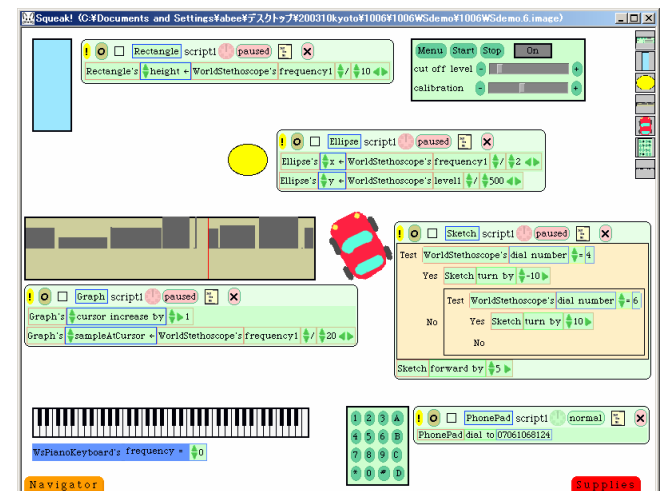 Squeak! (C:¥Documents and Settings¥abee¥デスクトップ¥200310kyoto¥1006¥1006WSdemo¥1006WSdemo.6.image)
! Rectangle script1 paused
Rectangle's height ← WorldStethoscope's frequency1 / 10
Menu Start Stop On
cut off level - +
calibration - +
! Ellipse script1 paused
Ellipse's x ← WorldStethoscope's frequency1 / 2
Ellipse's y ← WorldStethoscope's level1 / 500
! Sketch script1 paused
Test WorldStethoscope's dial number = 4
Yes Sketch turn by -10
Test WorldStethoscope's dial number = 6
No Yes Sketch turn by 10
No
Sketch forward by 5
! Graph script1 paused
Graph's cursor increase by 1
Graph's sampleAtCursor ← WorldStethoscope's frequency1 / 20
WsPianoKeyboard's frequency = 0
1 2 3 A
4 5 6 B
7 8 9 C
* 0 # D
! PhonePad script1 normal
PhonePad dial to 07061068124
Navigator
Supplies